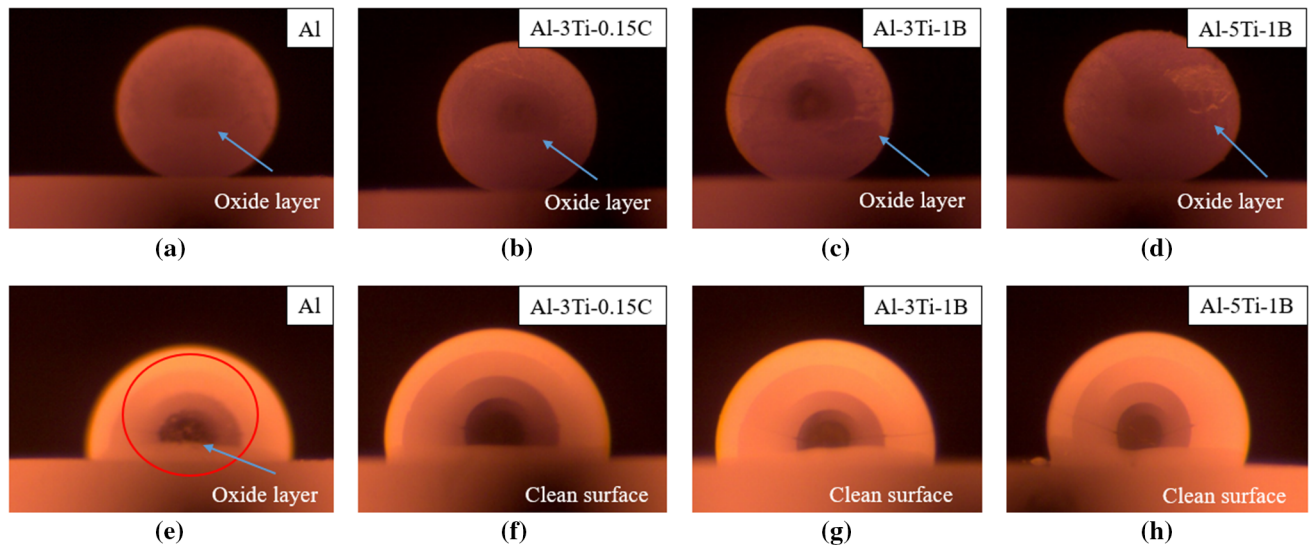 Al
Oxide layer
(a)
Al-3Ti-0.15C
Oxide layer
(b)
Al-3Ti-1B
Oxide layer
(c)
Al-5Ti-1B
Oxide layer
(d)
Al
Oxide layer
(e)
Al-3Ti-0.15C
Clean surface
(f)
Al-3Ti-1B
Clean surface
(g)
Al-5Ti-1B
Clean surface
(h)